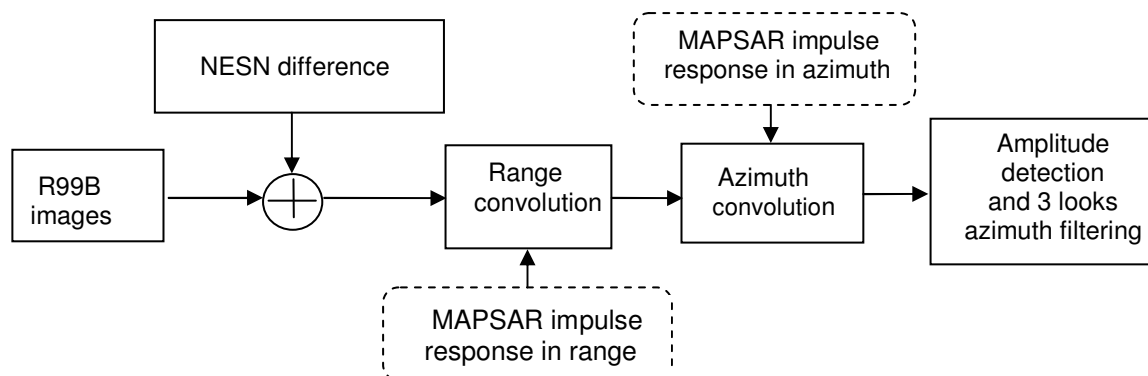 NESN difference
MAPSAR impulse
response in azimuth
R99B
images
Range
convolution
Azimuth
convolution
Amplitude
detection
and 3 looks
azimuth filtering
MAPSAR impulse
response in range